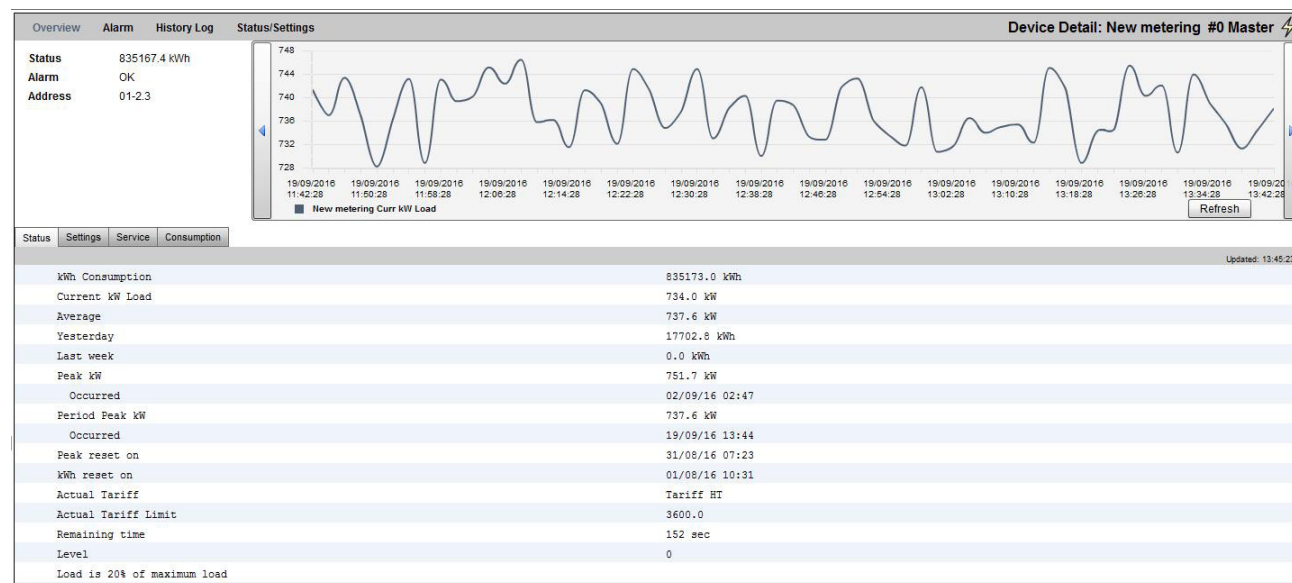 Overview Alarm History Log Status/Settings Device Detail: New metering #0 Master
Status 835167.4 kWh
Alarm OK
Address 01-2.3
748
744
740
736
732
728
19/09/2016 19/09/2016 19/09/2016 19/09/2016 19/09/2016 19/09/2016 19/09/2016 19/09/2016 19/09/2016 19/09/2016 19/09/2016 19/09/2016 19/09/2016 19/09/2016 19/09/2016 19/09/20
11:42:28 11:50:28 11:58:28 12:06:28 12:14:28 12:22:28 12:30:28 12:38:28 12:46:28 12:54:28 13:02:28 13:10:28 13:18:28 13:26:28 13:34:28 13:42:28
New metering Curr kW Load Refresh
Status Settings Service Consumption
Updated: 13:45:23
kWh Consumption 835173.0 kWh
Current kW Load 734.0 kW
Average 737.6 kW
Yesterday 17702.8 kWh
Last week 0.0 kWh
Peak kW 751.7 kW
Occurred 02/09/16 02:47
Period Peak kW 737.6 kW
Occurred 19/09/16 13:44
Peak reset on 31/08/16 07:23
kWh reset on 01/08/16 10:31
Actual Tariff Tariff HT
Actual Tariff Limit 3600.0
Remaining time 152 sec
Level 0
Load is 20% of maximum load